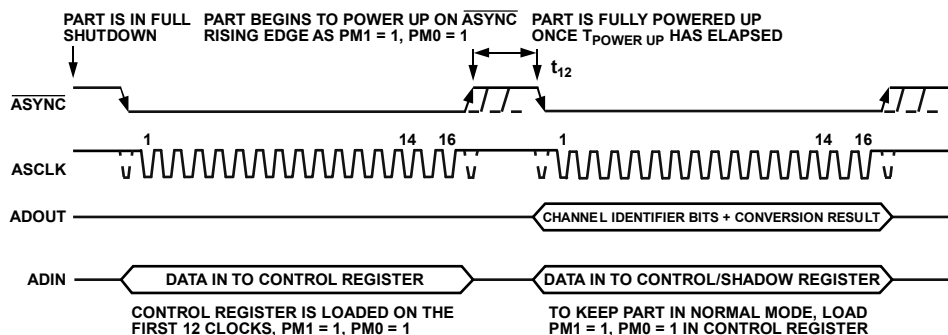 PART IS IN FULL
SHUTDOWN
PART BEGINS TO POWER UP ON ASYNC
RISING EDGE AS PM1 = 1, PM0 = 1
PART IS FULLY POWERED UP
ONCE TPOWER UP HAS ELAPSED
t12
ASYNC
1 14 16 1 14 16
ASCLK
ADOUT
CHANNEL IDENTIFIER BITS + CONVERSION RESULT
ADIN
DATA IN TO CONTROL REGISTER
DATA IN TO CONTROL/SHADOW REGISTER
CONTROL REGISTER IS LOADED ON THE
FIRST 12 CLOCKS, PM1 = 1, PM0 = 1
TO KEEP PART IN NORMAL MODE, LOAD
PM1 = 1, PM0 = 1 IN CONTROL REGISTER